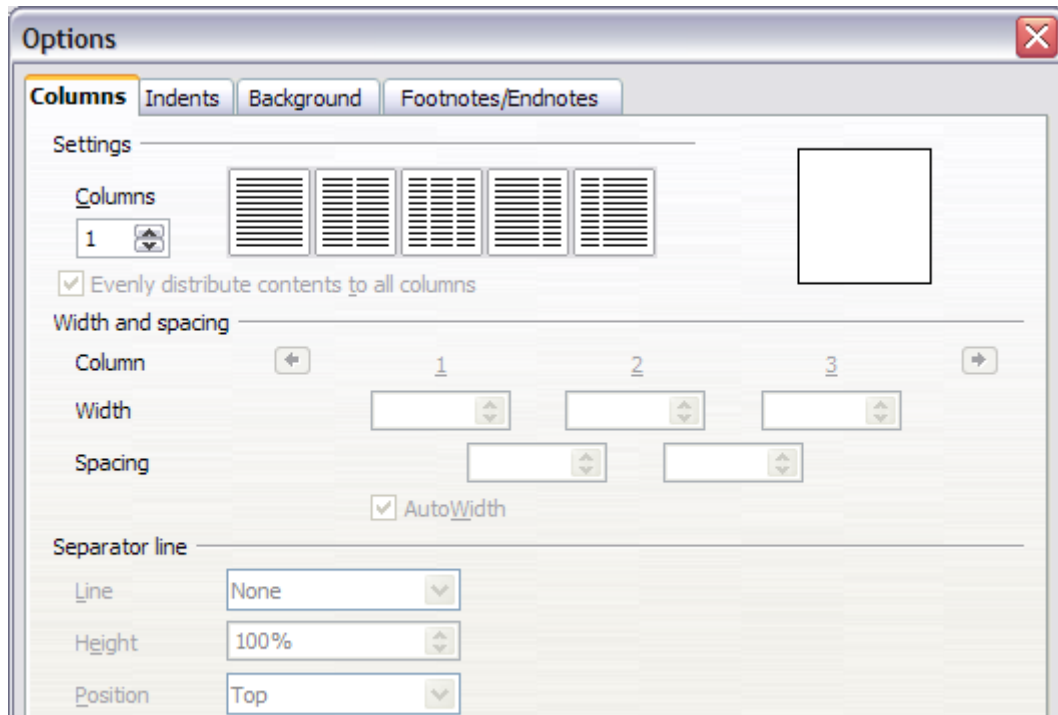 Options
Columns Indents Background Footnotes/Endnotes
Settings
Columns
1
Evenly distribute contents to all columns
Width and spacing
Column 1 2 3
Width
Spacing
AutoWidth
Separator line
Line None
Height 100%
Position Top